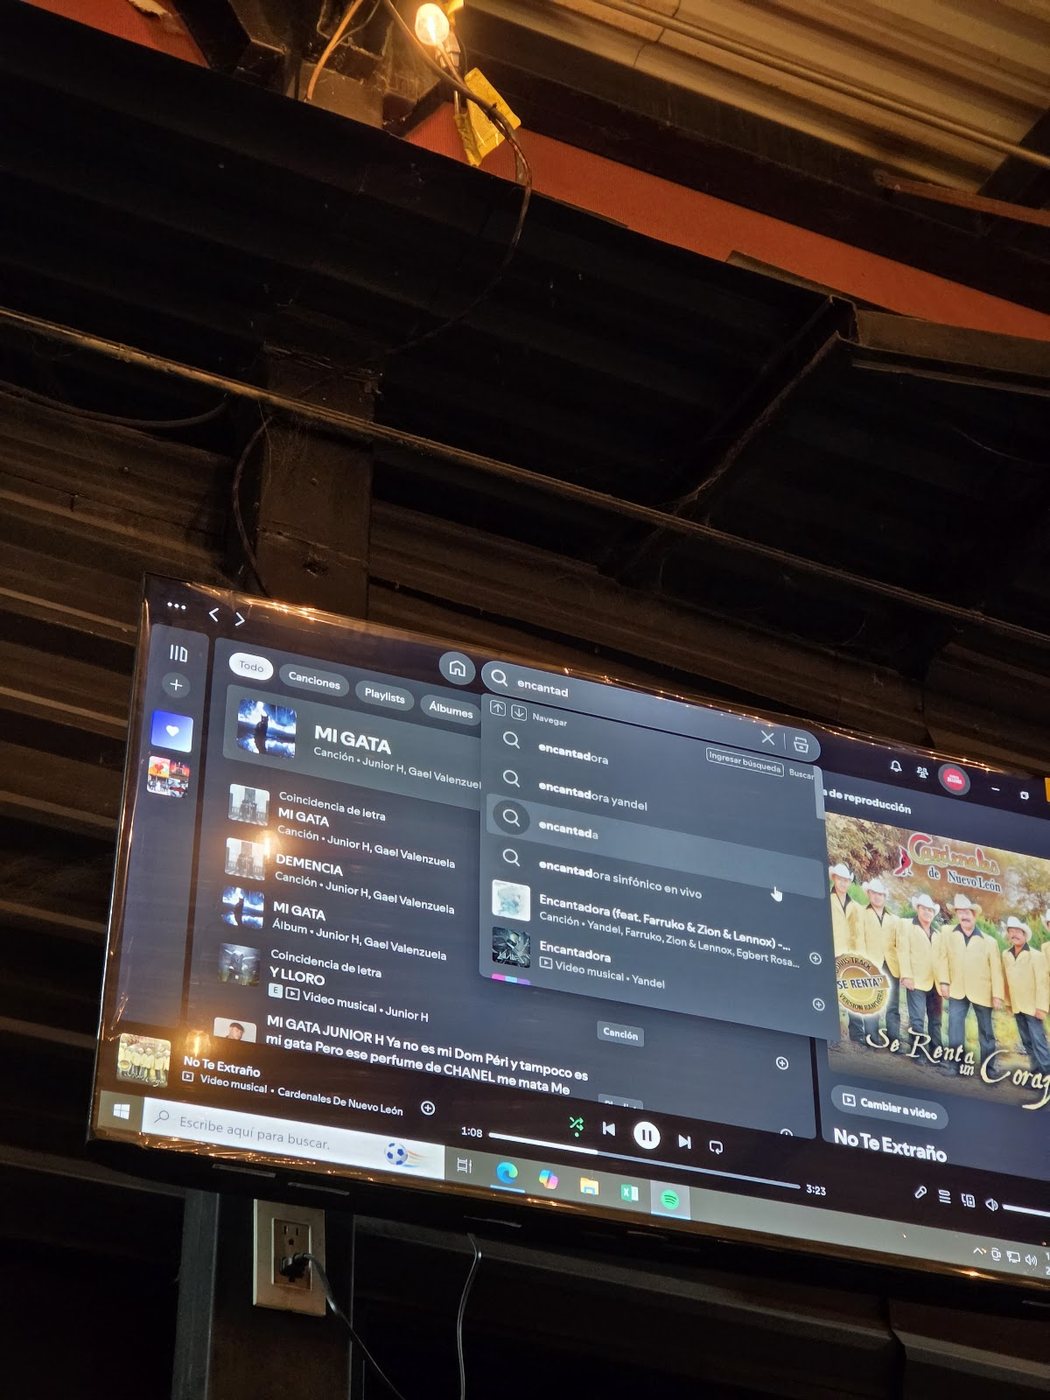 Todo
Canciones
Playlists
Álbumes
encantad
Navegar
Ingresar búsqueda
Buscar
encantadora
encantadora yandel
encantada
encantadora sinfónico en vivo
Encantadora (feat. Farruko & Zion & Lennox) -...
Canción • Yandel, Farruko, Zion & Lennox, Egbert Rosa...
Encantadora
Video musical • Yandel
MI GATA
Canción • Junior H, Gael Valenzuel
Coincidencia de letra
MI GATA
Canción • Junior H, Gael Valenzuela
DEMENCIA
Canción • Junior H, Gael Valenzuela
MI GATA
Álbum • Junior H, Gael Valenzuela
Coincidencia de letra
Y LLORO
E Video musical • Junior H
Canción
MI GATA JUNIOR H Ya no es mi Dom Péri y tampoco es
mi gata Pero ese perfume de CHANEL me mata Me
de reproducción
Cardenales
de Nuevo León
"SE RENTA"
Se Renta
un Coraz
Cambiar a video
No Te Extraño
No Te Extraño
Video musical • Cardenales De Nuevo León
1:08
3:23
Escribe aquí para buscar.